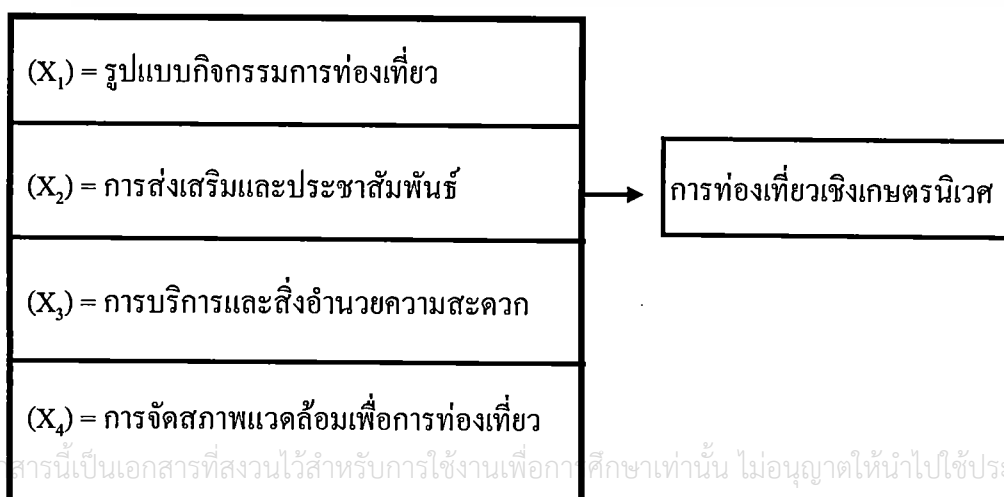 (X₁) = รูปแบบกิจกรรมการท่องเที่ยว
(X₂) = การส่งเสริมและประชาสัมพันธ์
การท่องเที่ยวเชิงเกษตรนิเวศ
(X₃) = การบริการและสิ่งอำนวยความสะดวก
(X₄) = การจัดสภาพแวดล้อมเพื่อการท่องเที่ยว
สารนี้เป็นเอกสารที่สงวนไว้สำหรับการใช้งานเพื่อการศึกษาเท่านั้น ไม่อนุญาตให้นำไปใช้